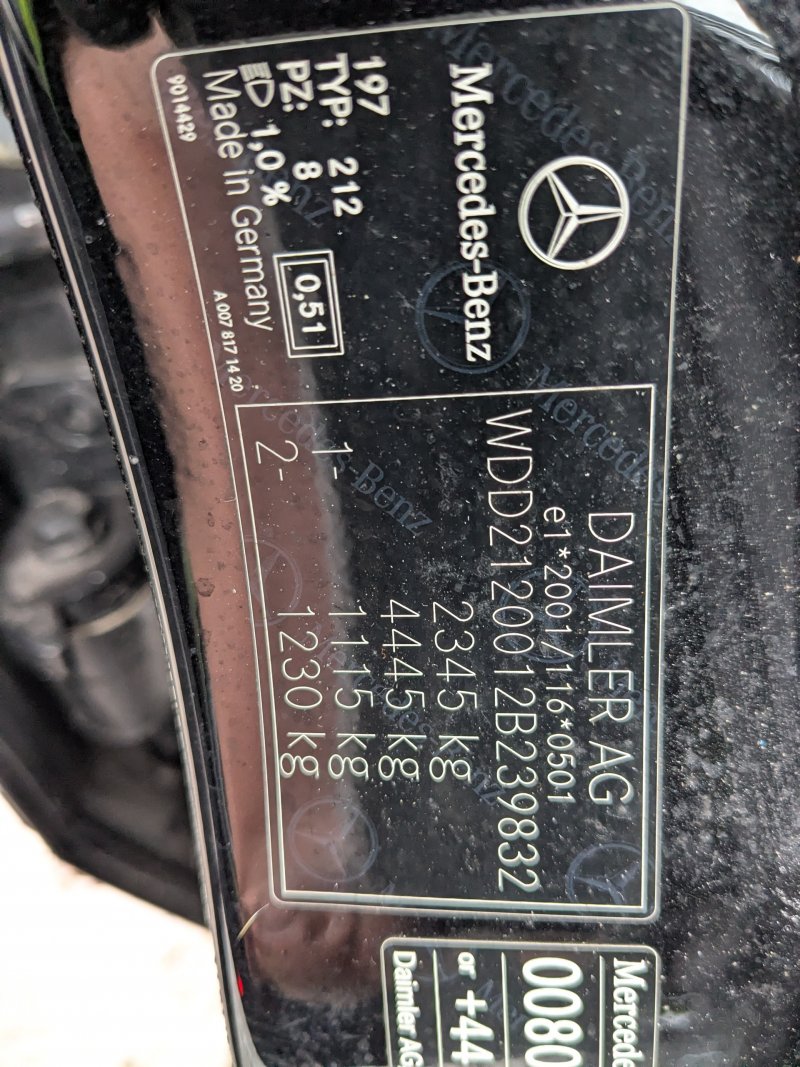 Mercedes-Benz
197
TYP: 212
PZ: 8
1,0 %
0,51
Made in Germany
9014429
A 007 817 14 20
DAIMLER AG
e1*2001/116*0501
WDD2120012B239832
2345 kg
4445 kg
1- 1115 kg
2- 1230 kg
Mercede
0080
or +44
Daimler AG,